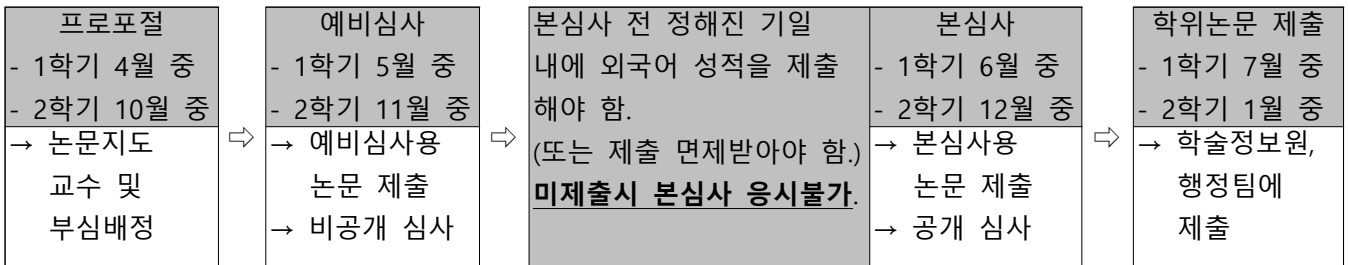 프로포절
- 1학기 4월 중
- 2학기 10월 중
→ 논문지도
교수 및
부심배정
⇨
예비심사
- 1학기 5월 중
- 2학기 11월 중
→ 예비심사용
논문 제출
→ 비공개 심사
⇨
본심사 전 정해진 기일
내에 외국어 성적을 제출
해야 함.
(또는 제출 면제받아야 함.)
미제출시 본심사 응시불가.
본심사
- 1학기 6월 중
- 2학기 12월 중
→ 본심사용
논문 제출
→ 공개 심사
⇨
학위논문 제출
- 1학기 7월 중
- 2학기 1월 중
→ 학술정보원,
행정팀에
제출